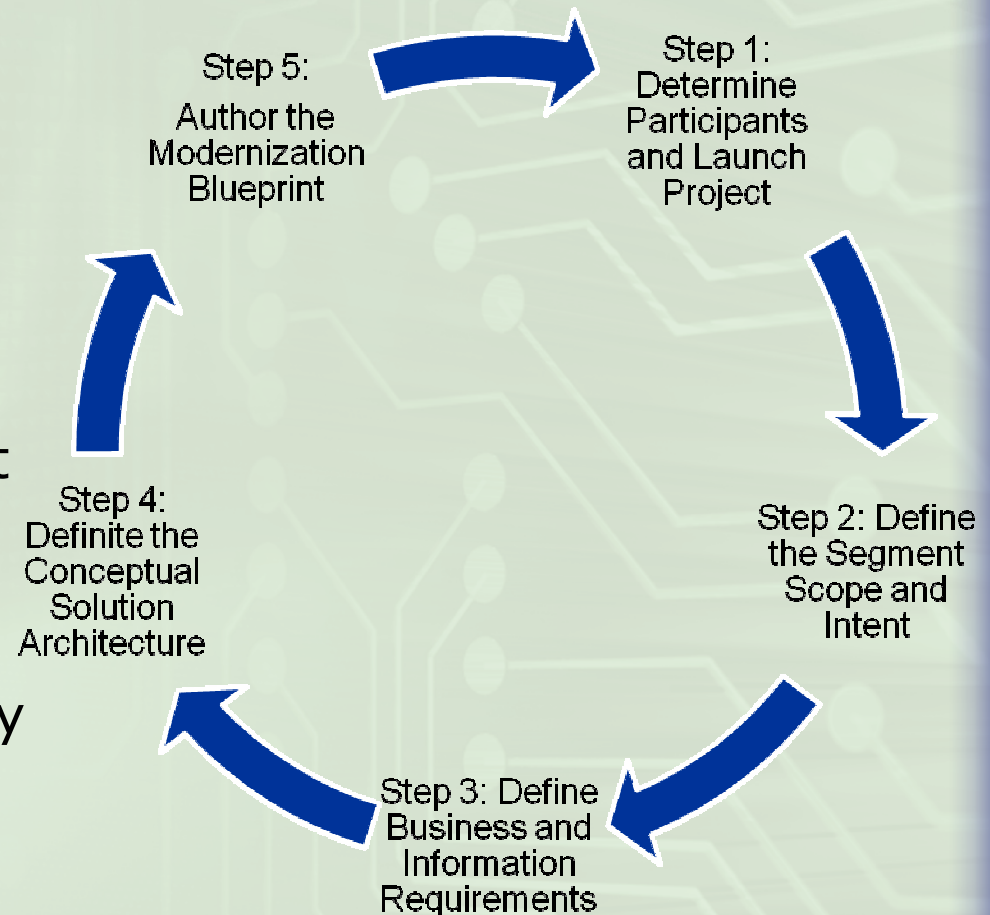 Step 1:
Determine
Participants
and Launch
Project
Step 2: Define
the Segment
Scope and
Intent
Step 3: Define
Business and
Information
Requirements
Step 4:
Definite the
Conceptual
Solution
Architecture
Step 5:
Author the
Modernization
Blueprint
t
y